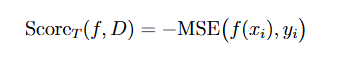 Score_T(f, D) = −MSE(f(x_i), y_i)